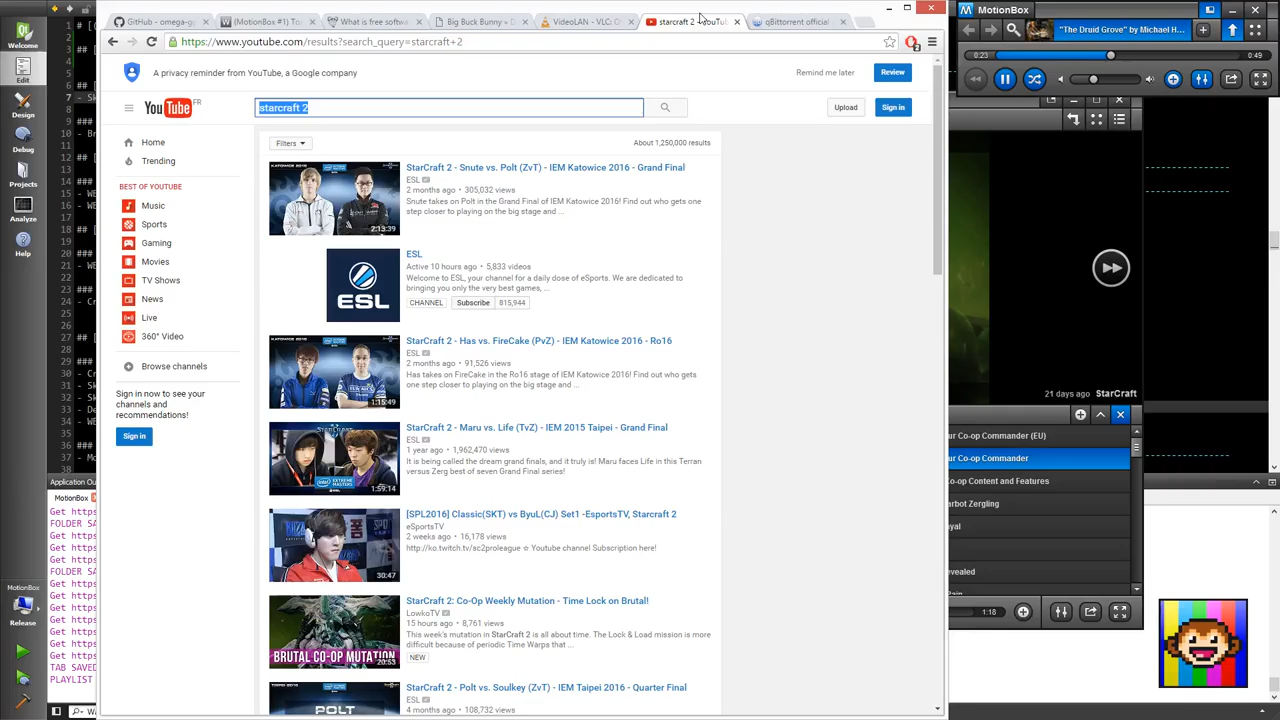 GitHub - omega-g
[MotionBox #1) To
What is free softwa
Big Buck Bunny -
VideoLAN - VLC: O
starcraft 2 - YouTu
qBittorrent official
https://www.youtube.com/results?search_query=starcraft+2
A privacy reminder from YouTube, a Google company
Remind me later
Review
YouTube FR
starcraft 2
Upload
Sign in
Home
Trending
BEST OF YOUTUBE
Music
Sports
Gaming
Movies
TV Shows
News
Live
360° Video
Browse channels
Sign in now to see your
channels and
recommendations!
Sign in
Filters
About 1,250,000 results
StarCraft 2 - Snute vs. Polt (ZvT) - IEM Katowice 2016 - Grand Final
ESL
2 months ago • 305,032 views
Snute takes on Polt in the Grand Final of IEM Katowice 2016! Find out who gets one
step closer to playing on the big stage and ...
2:13:39
ESL
Active 10 hours ago • 5,833 videos
Welcome to ESL, your channel for a daily dose of eSports. We are dedicated to
bringing you only the very best games, ...
CHANNEL Subscribe 815,944
ESL
StarCraft 2 - Has vs. FireCake (PvZ) - IEM Katowice 2016 - Ro16
ESL
2 months ago • 91,526 views
Has takes on FireCake in the Ro16 stage of IEM Katowice 2016! Find out who gets
one step closer to playing on the big stage and ...
1:15:49
StarCraft 2 - Maru vs. Life (TvZ) - IEM 2015 Taipei - Grand Final
ESL
1 year ago • 1,962,470 views
It is being called the dream grand finals, and it truly is! Maru faces Life in this Terran
versus Zerg best of seven Grand Final series!
1:59:14
[SPL2016] Classic(SKT) vs ByuL(CJ) Set1 -EsportsTV, Starcraft 2
eSportsTV
2 weeks ago • 16,178 views
http://ko.twitch.tv/sc2proleague ☆ Youtube channel Subscription here!
30:47
StarCraft 2: Co-Op Weekly Mutation - Time Lock on Brutal!
LowkoTV
15 hours ago • 8,761 views
This week's mutation in StarCraft 2 is all about time. The Lock & Load mission is more
difficult because of periodic Time Warps that ...
NEW
BRUTAL CO-OP MUTATION
20:53
StarCraft 2 - Polt vs. Soulkey (ZvT) - IEM Taipei 2016 - Quarter Final
ESL
4 months ago • 108,732 views
POLT
Welcome
Edit
Design
Debug
Projects
Analyze
Help
MotionBox
Release
Application Ou
MotionBox
Get https
FOLDER SA
Get https
Get https
FOLDER SA
Get https
Get https
Get https
Get https
Get https
Get https
TAB SAVED
PLAYLIST
MotionBox
"The Druid Grove" by Michael H...
0:23
0:49
21 days ago StarCraft
ur Co-op Commander (EU)
ur Co-op Commander
o-op Content and Features
arbot Zergling
yal
evealed
1:18